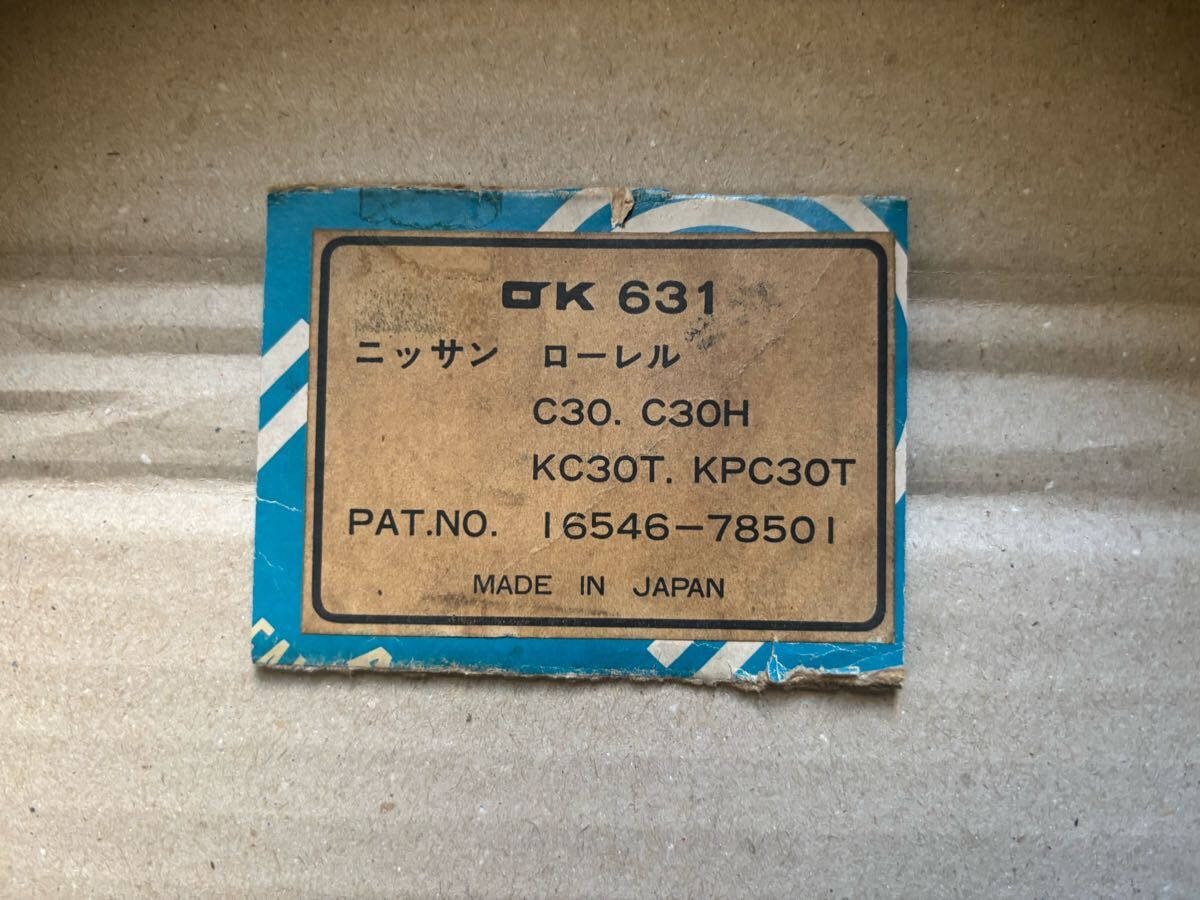 OK 631
ニッサン ローレル
C30. C30H
KC30T. KPC30T
PAT.NO. 16546-78501
MADE IN JAPAN